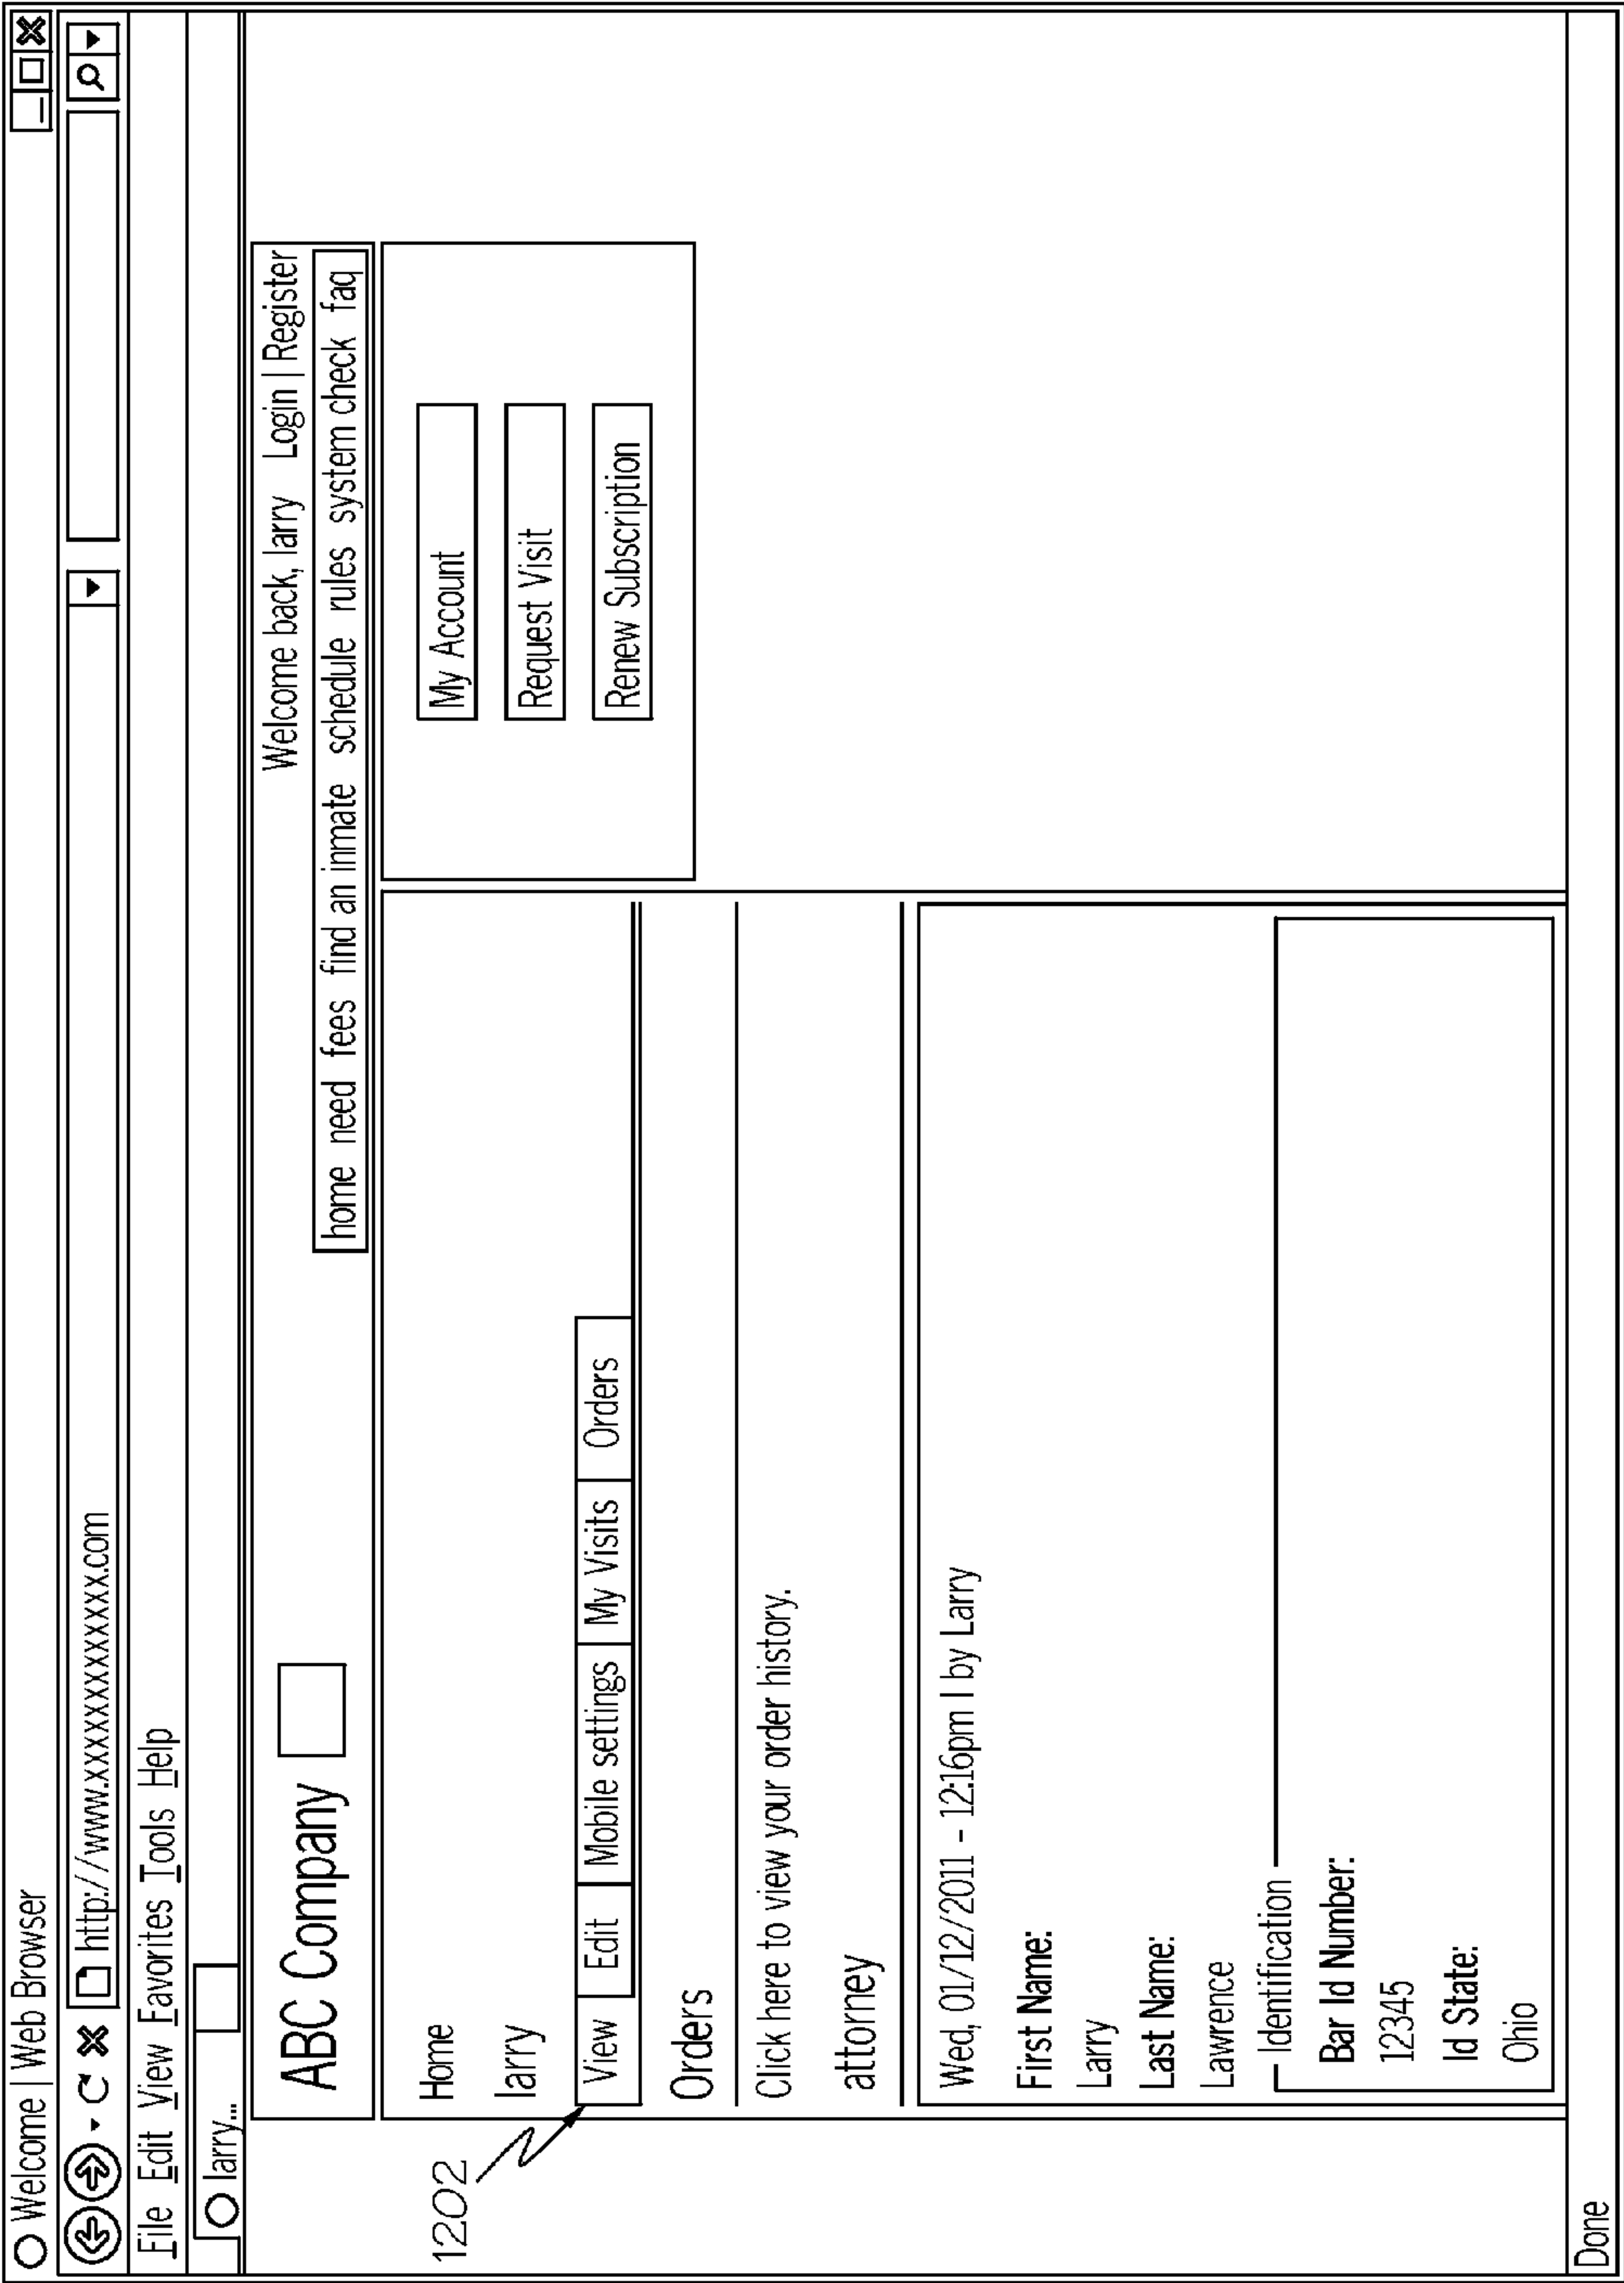 Welcome | Web Browser
http://www.xxxxxxxxxxxxx.com
File Edit View Favorites Tools Help
larry...
ABC Company
Welcome back, larry Login | Register
home need fees find an inmate schedule rules system check faq
Home
larry
1202
View Edit Mobile settings My Visits Orders
Orders
Click here to view your order history.
attorney
Wed, 01/12/2011 - 12:16pm | by Larry
First Name:
Larry
Last Name:
Lawrence
Identification
Bar Id Number:
12345
Id State:
Ohio
My Account
Request Visit
Renew Subscription
Done